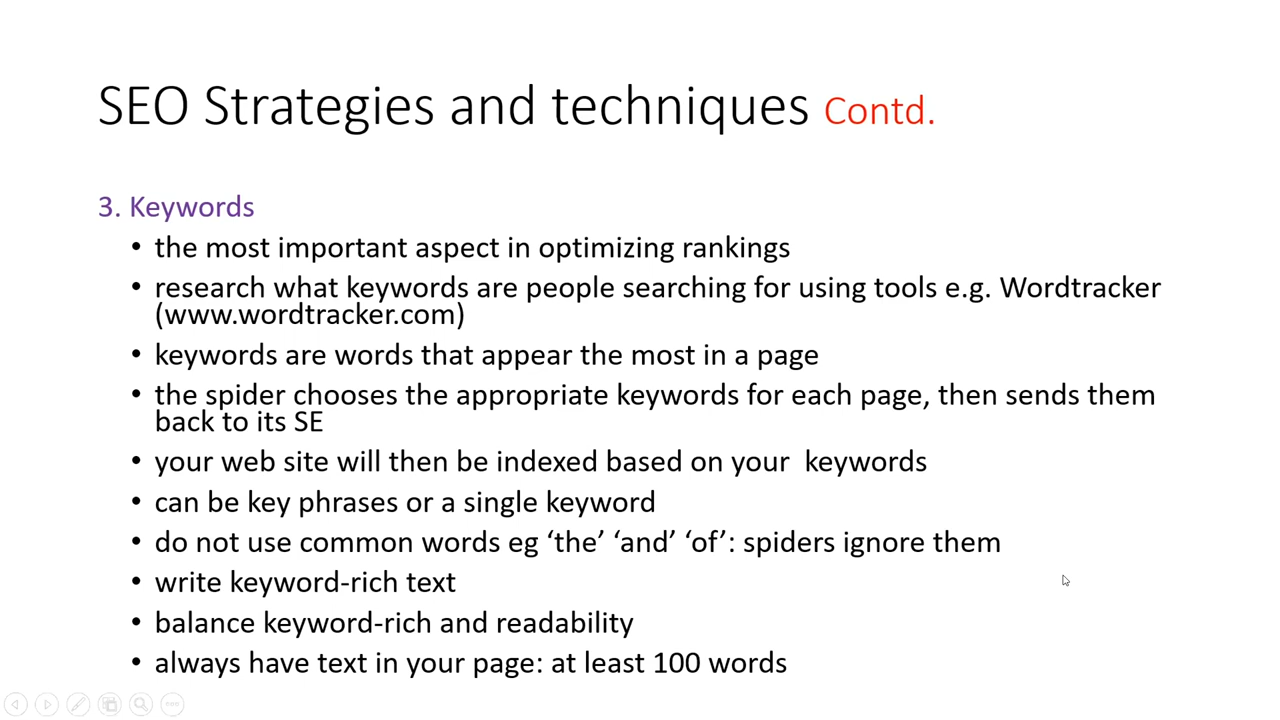 SEO Strategies and techniques Contd.
3. Keywords
• the most important aspect in optimizing rankings
• research what keywords are people searching for using tools e.g. Wordtracker
(www.wordtracker.com)
• keywords are words that appear the most in a page
• the spider chooses the appropriate keywords for each page, then sends them
back to its SE
• your web site will then be indexed based on your  keywords
• can be key phrases or a single keyword
• do not use common words eg ‘the’ ‘and’ ‘of’: spiders ignore them
• write keyword-rich text
• balance keyword-rich and readability
• always have text in your page: at least 100 words